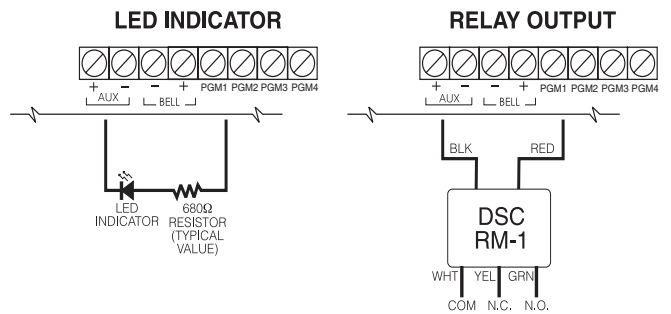 LED INDICATOR
+ − − + PGM1 PGM2 PGM3 PGM4
AUX BELL
LED
INDICATOR
680Ω
RESISTOR
(TYPICAL
VALUE)
RELAY OUTPUT
+ − − + PGM1 PGM2 PGM3 PGM4
AUX BELL
BLK RED
DSC
RM-1
WHT YEL GRN
COM N.C. N.O.